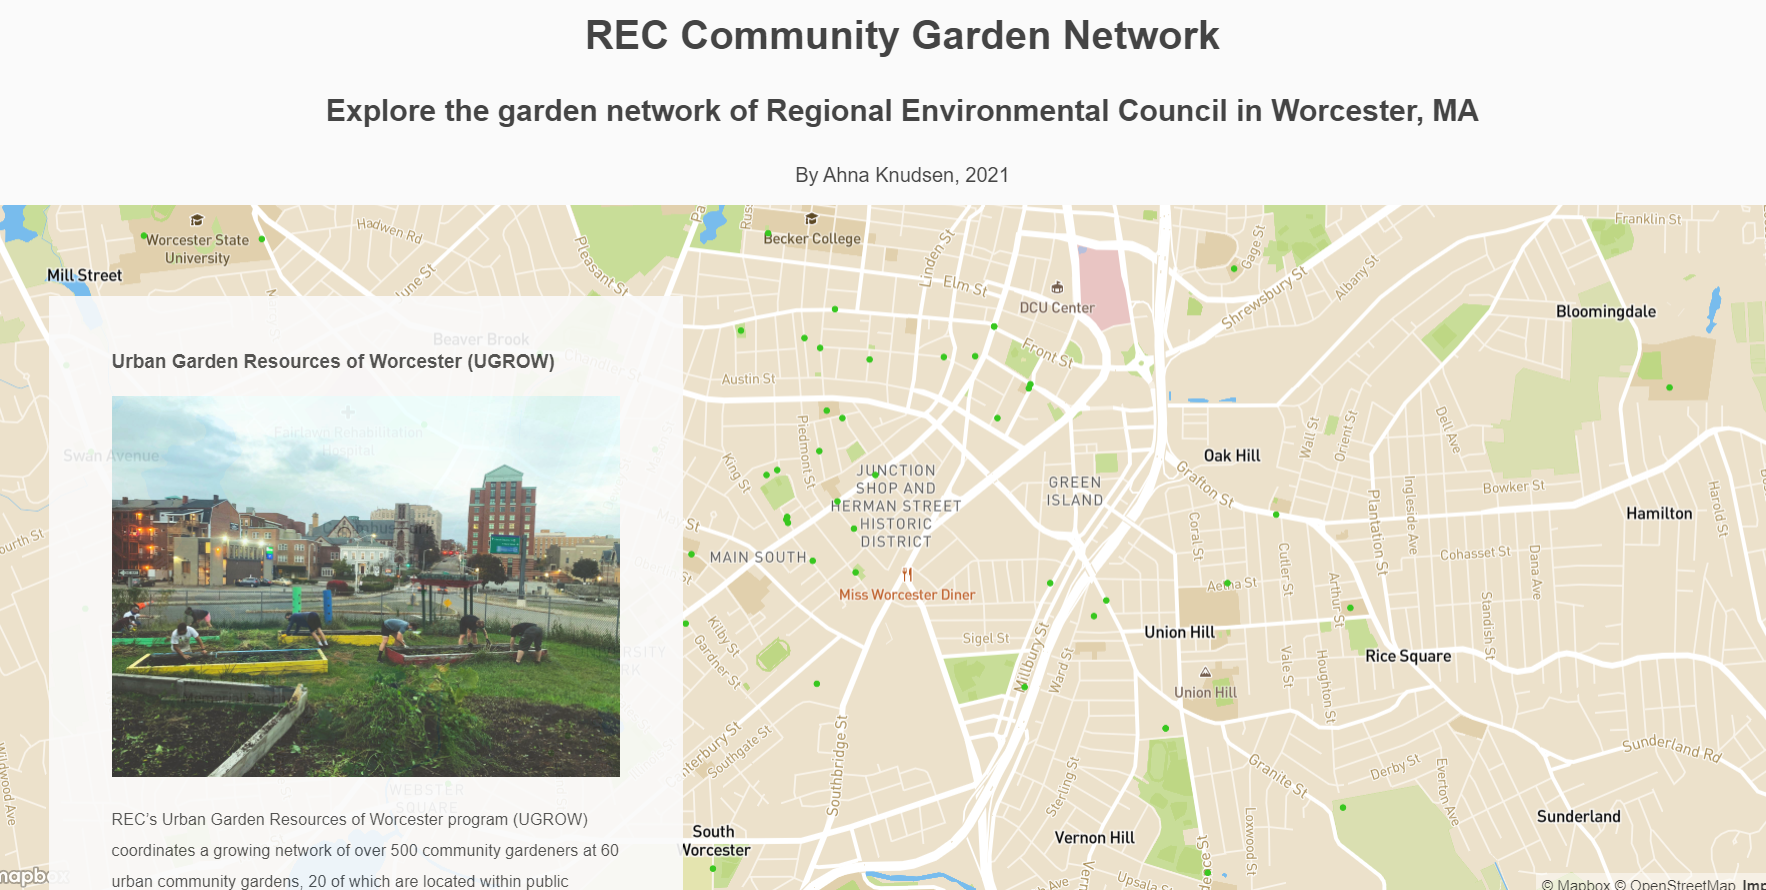 REC Community Garden Network
Explore the garden network of Regional Environmental Council in Worcester, MA
By Ahna Knudsen, 2021
Worcester State
University
Hadwen Rd
Becker College
Linden St
Gage St
Franklin St
Mill Street
June St
Pleasant St
Elm St
DCU Center
Shrewsbury St
Albany St
Bloomingdale
Beaver Brook
Front St
Urban Garden Resources of Worcester (UGROW)
Austin St
Piedmont St
Wall St
Orient St
Dell Ave
Fairlawn Rehabilitation
Hospital
Swan Avenue
King St
JUNCTION
SHOP AND
HERMAN STREET
HISTORIC
DISTRICT
GREEN
ISLAND
Oak Hill
Grafton St
Plantation St
Ingleside Ave
Bowker St
Harold St
Hamilton
MAIN SOUTH
Coral St
Cutler St
Cohasset St
Dana Ave
Miss Worcester Diner
Aetna St
Arthur St
Standish St
Kilby St
Gardner St
Sigel St
Millbury St
Ward St
Union Hill
Vale St
Houghton St
Rice Square
Union Hill
Canterbury St
Southgate St
Southbridge St
Sterling St
Granite St
Derby St
Everton Ave
Sunderland Rd
Wildwood Ave
WEBSTER
SQUARE
REC’s Urban Garden Resources of Worcester program (UGROW)
coordinates a growing network of over 500 community gardeners at 60
urban community gardens, 20 of which are located within public
South
Worcester
Vernon Hill
Loxwood St
Sunderland
Upsala
mapbox
© Mapbox © OpenStreetMap Imp